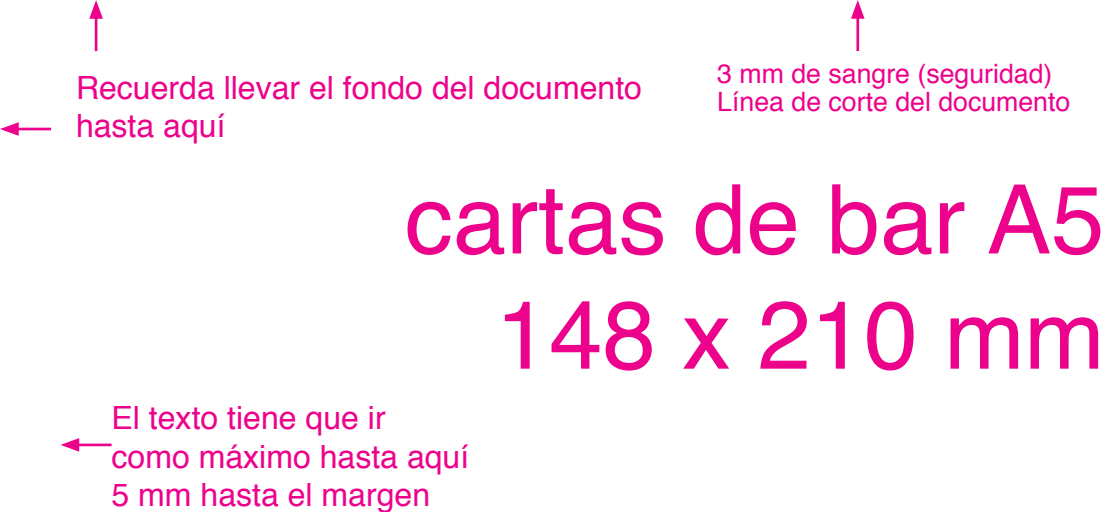 Recuerda llevar el fondo del documento
hasta aquí
3 mm de sangre (seguridad)
Línea de corte del documento
cartas de bar A5
148 x 210 mm
El texto tiene que ir
como máximo hasta aquí
5 mm hasta el margen